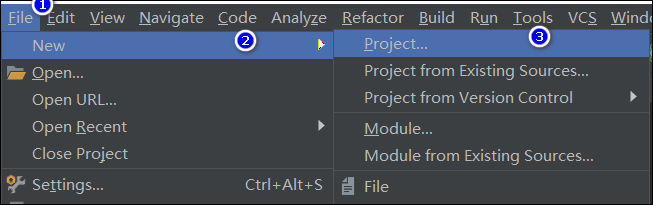 1
File Edit View Navigate Code Analyze Refactor Build Run Tools VCS
New 2
Project... 3
Open...
Project from Existing Sources...
Open URL...
Project from Version Control
Open Recent
Module...
Close Project
Module from Existing Sources...
Settings... Ctrl+Alt+S
File